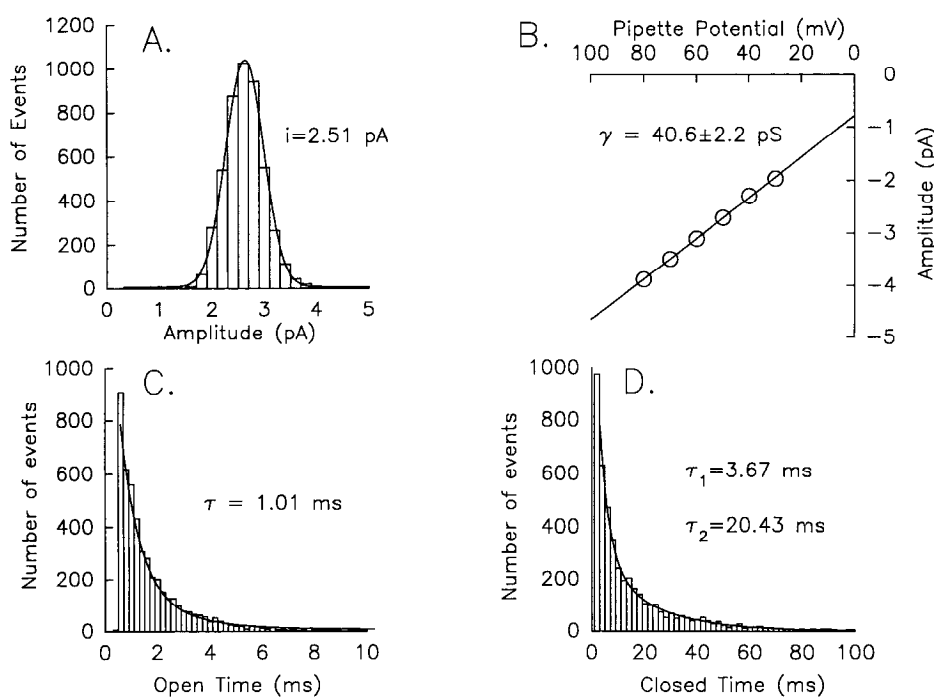 A.
1200
1000
800
600
400
200
0
Number of Events
i=2.51 pA
0 1 2 3 4 5
Amplitude (pA)
B.
Pipette Potential (mV)
100 80 60 40 20 0
γ = 40.6±2.2 pS
0
−1
−2
−3
−4
−5
Amplitude (pA)
C.
1000
800
600
400
200
0
Number of events
τ = 1.01 ms
0 2 4 6 8 10
Open Time (ms)
D.
1000
800
600
400
200
0
Number of events
τ1=3.67 ms
τ2=20.43 ms
0 20 40 60 80 100
Closed Time (ms)